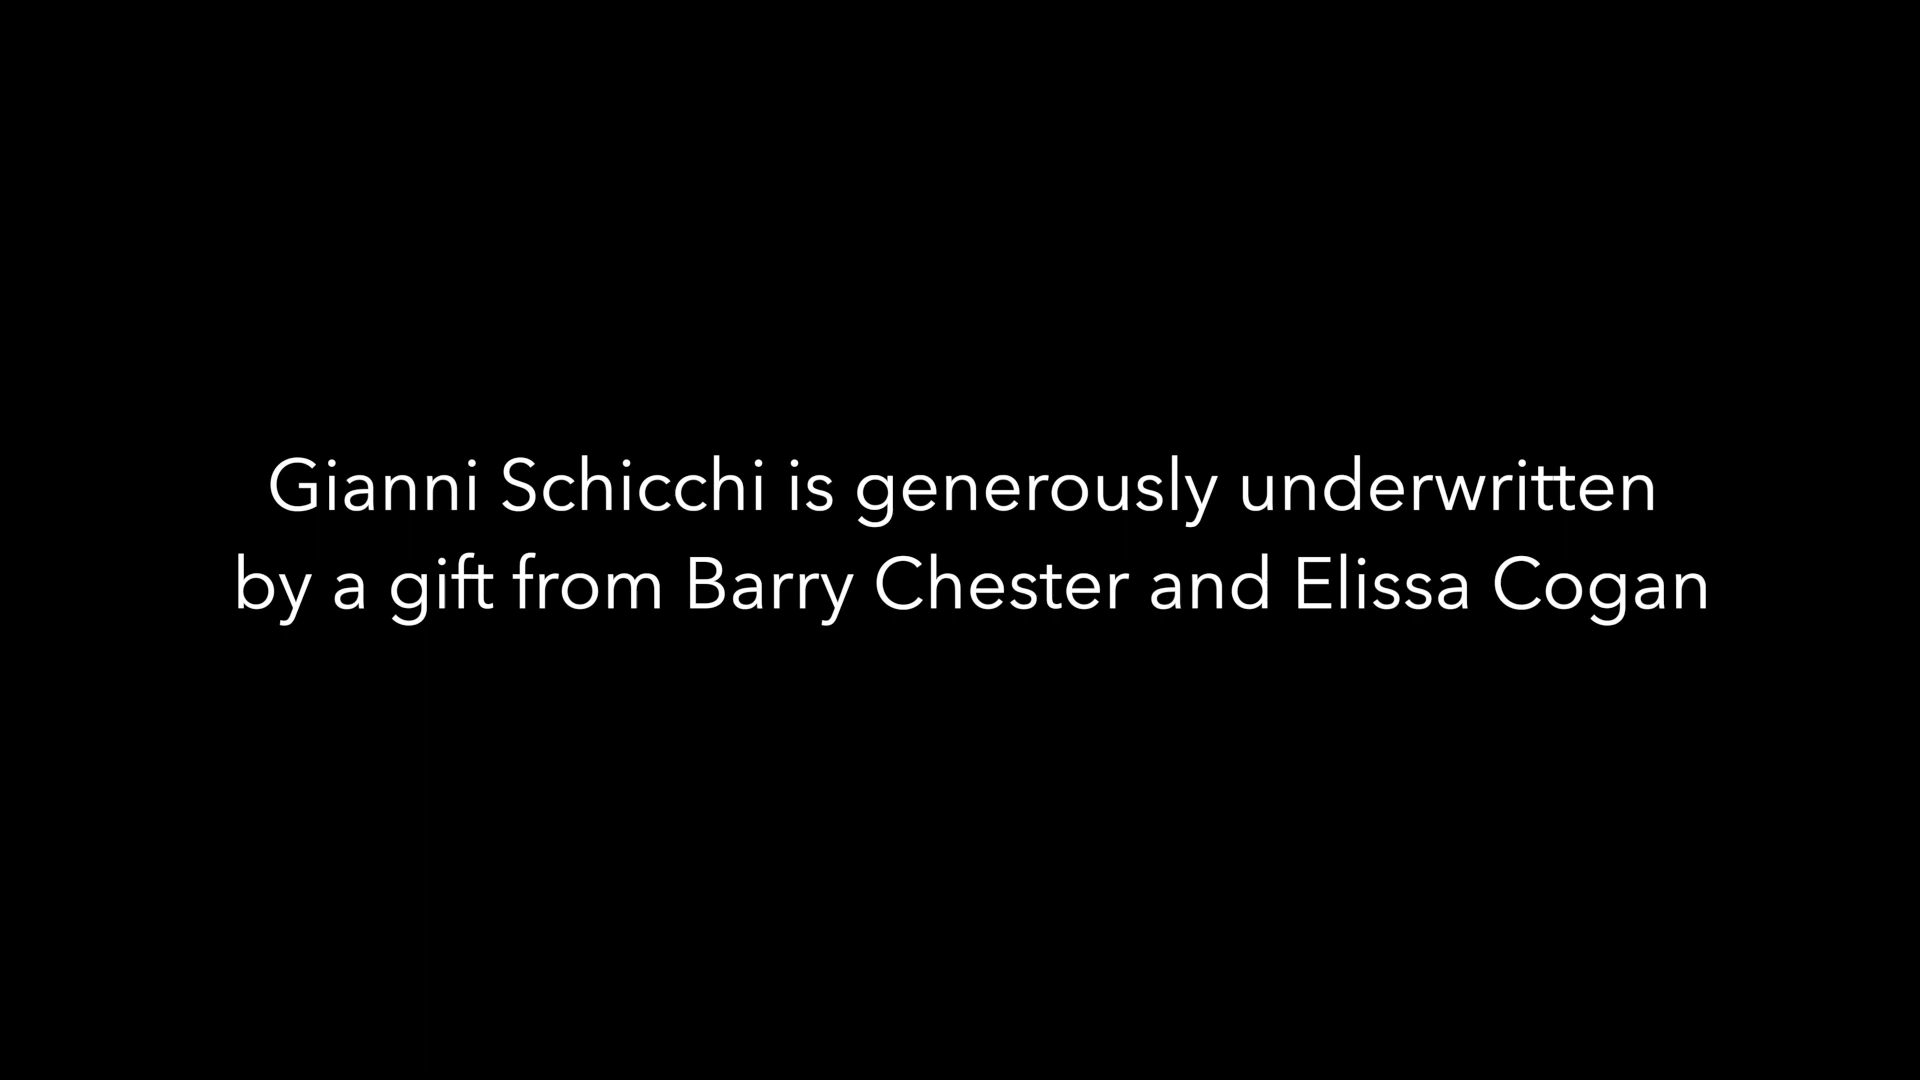 Gianni Schicchi is generously underwritten
by a gift from Barry Chester and Elissa Cogan